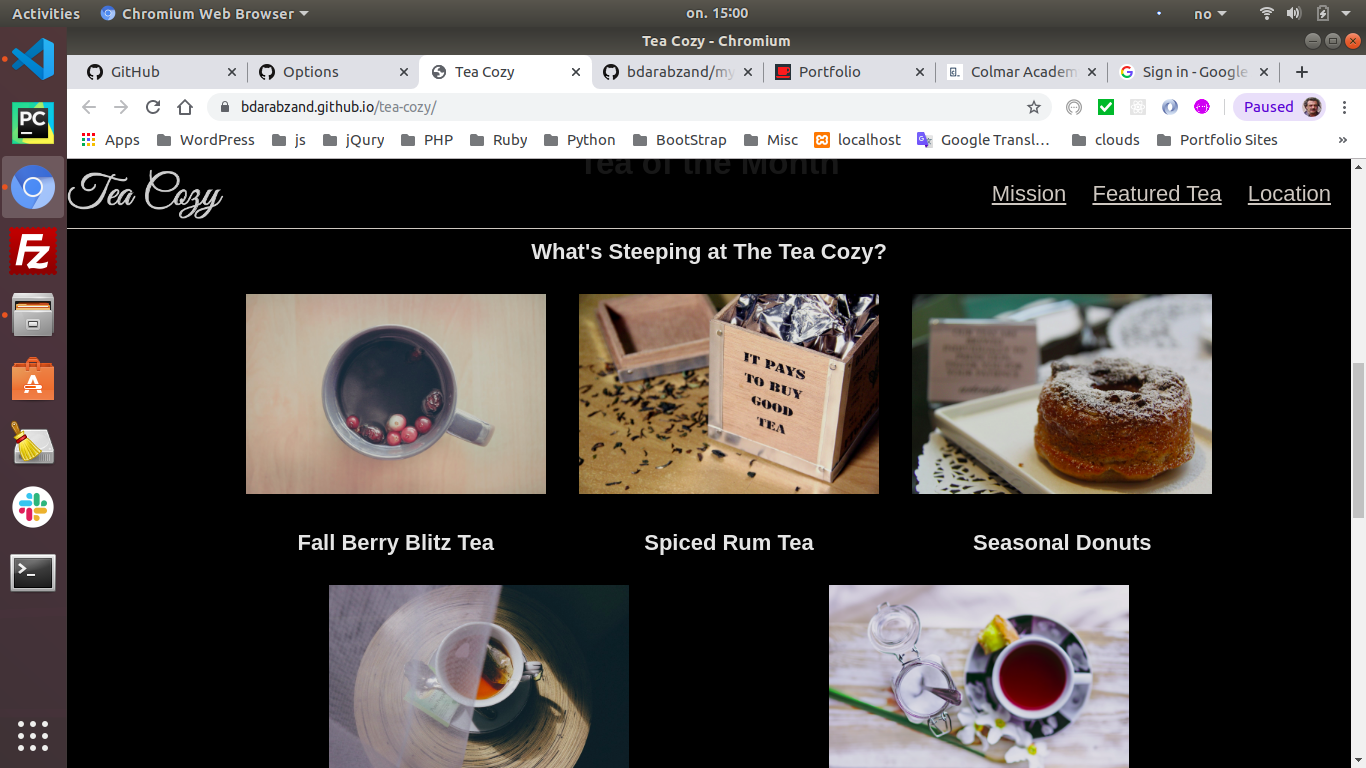 Activities Chromium Web Browser on. 15:00 no
Tea Cozy - Chromium
GitHub Options Tea Cozy bdarabzand/my Portfolio Colmar Academ Sign in - Google
bdarabzand.github.io/tea-cozy/ Paused
Apps WordPress js jQury PHP Ruby Python BootStrap Misc localhost Google Transl... clouds Portfolio Sites »
Tea of the Month
Tea Cozy Mission Featured Tea Location
What's Steeping at The Tea Cozy?
IT PAYS
TO BUY
GOOD
TEA
Fall Berry Blitz Tea Spiced Rum Tea Seasonal Donuts